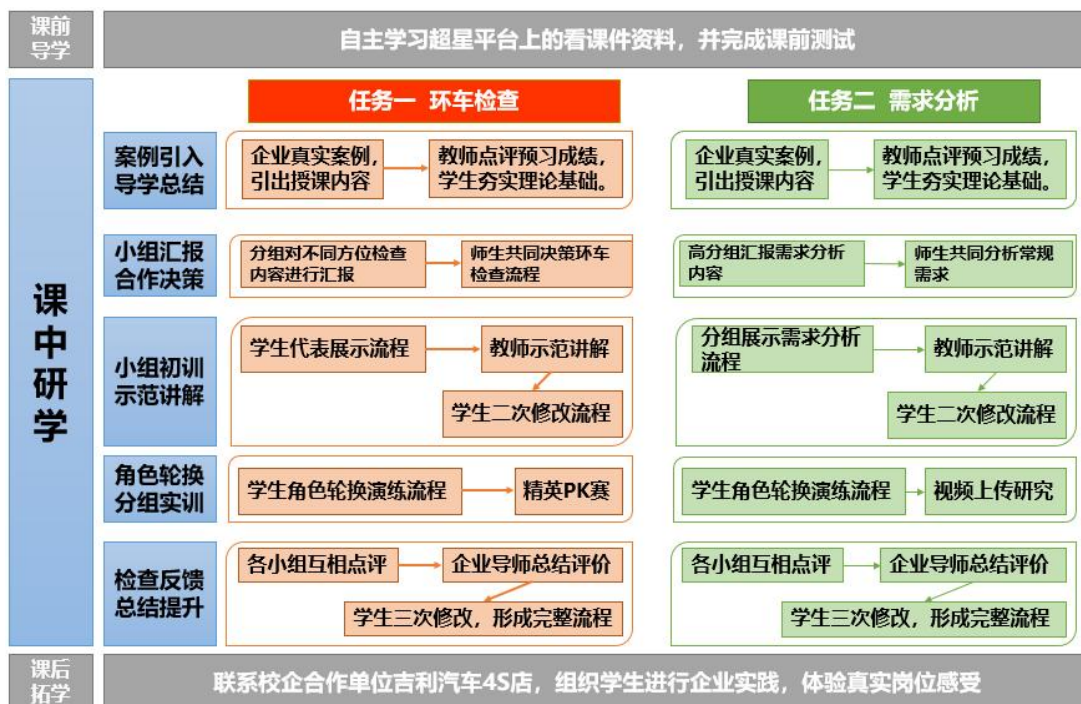 课前
导学
自主学习超星平台上的看课件资料，并完成课前测试
任务一 环车检查
任务二 需求分析
课
中
研
学
案例引入
导学总结
企业真实案例，
引出授课内容
教师点评预习成绩，
学生夯实理论基础。
企业真实案例，
引出授课内容
教师点评预习成绩，
学生夯实理论基础。
小组汇报
合作决策
分组对不同方位检查
内容进行汇报
师生共同决策环车
检查流程
高分组汇报需求分析
内容
师生共同分析常规
需求
小组初训
示范讲解
学生代表展示流程
教师示范讲解
学生二次修改流程
分组展示需求分析
流程
教师示范讲解
学生二次修改流程
角色轮换
分组实训
学生角色轮换演练流程
精英PK赛
学生角色轮换演练流程
视频上传研究
检查反馈
总结提升
各小组互相点评
企业导师总结评价
学生三次修改，形成完整流程
各小组互相点评
企业导师总结评价
学生三次修改，形成完整流程
课后
拓学
联系校企合作单位吉利汽车4S店，组织学生进行企业实践，体验真实岗位感受